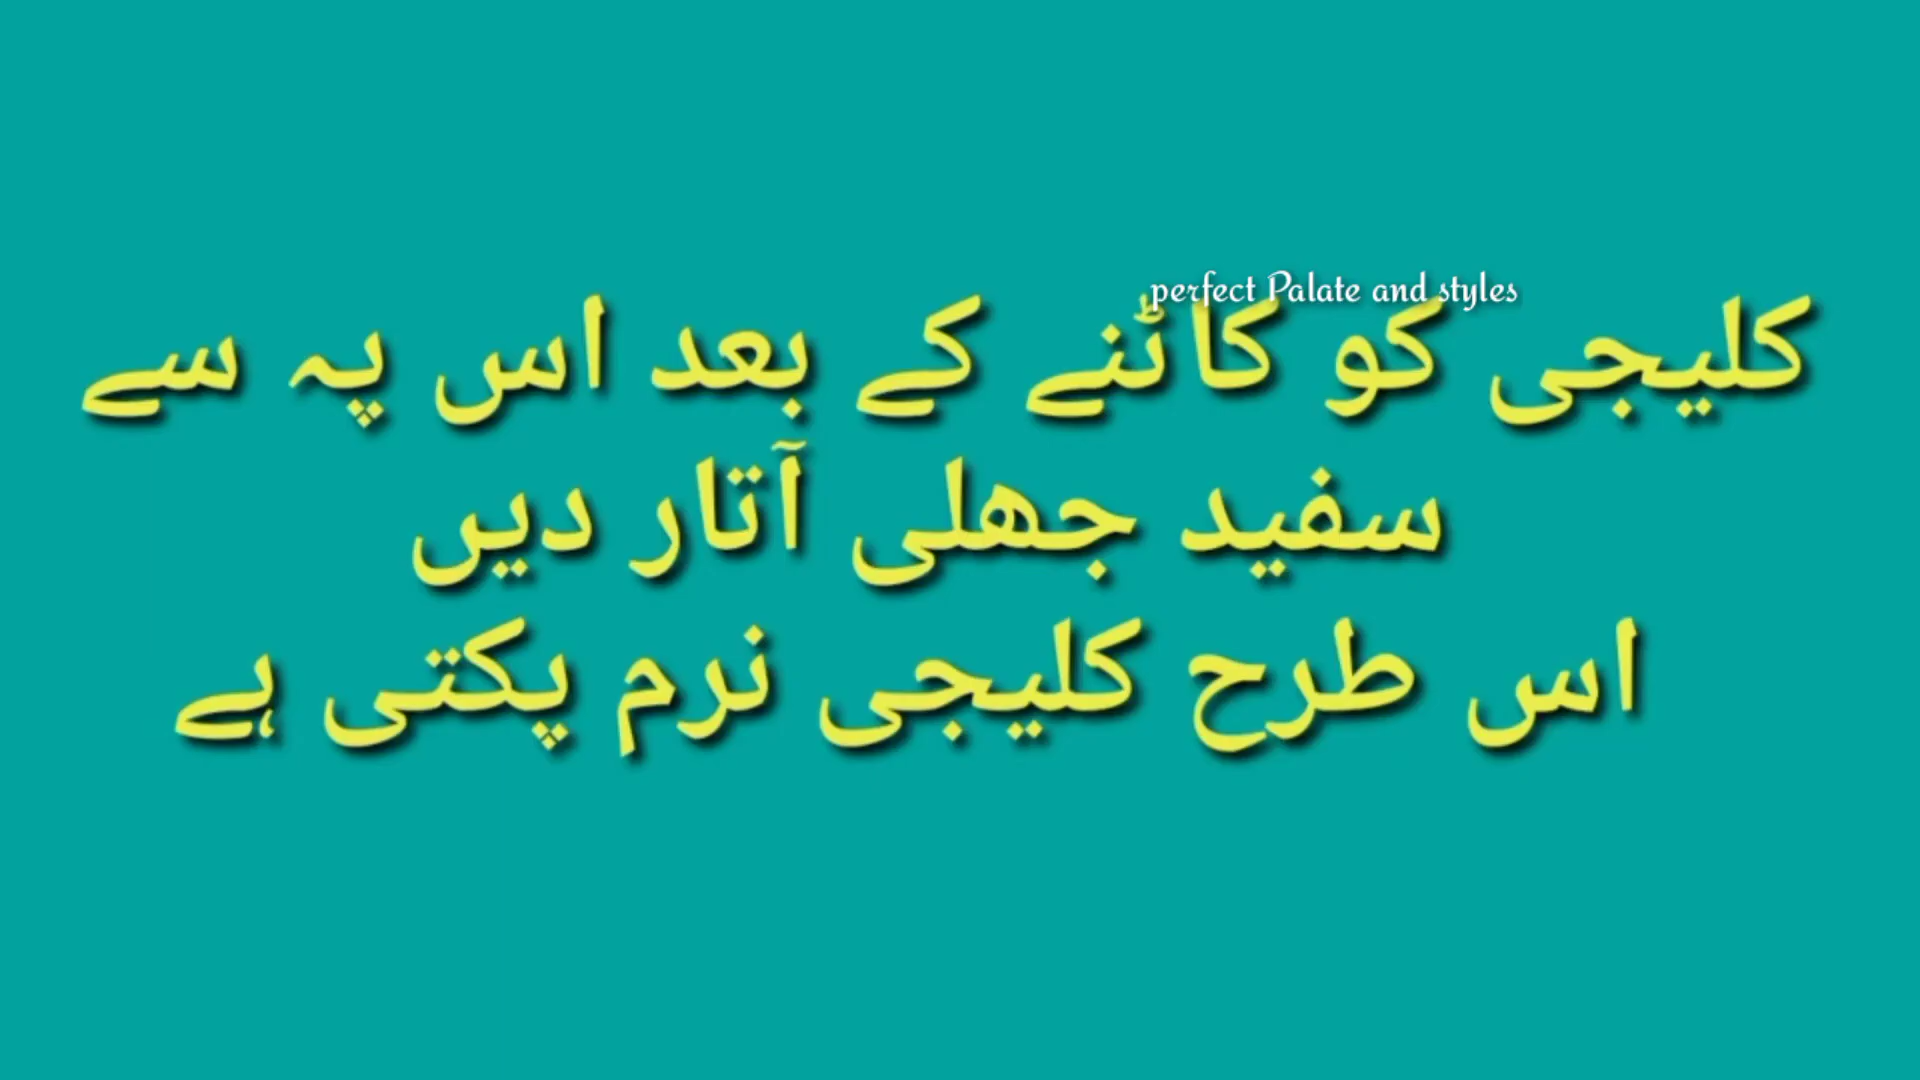 perfect Palate and styles
کلیجی کو کاٹنے کے بعد اس پہ سے
سفید جھلی آتار دیں
اس طرح کلیجی نرم پکتی ہے